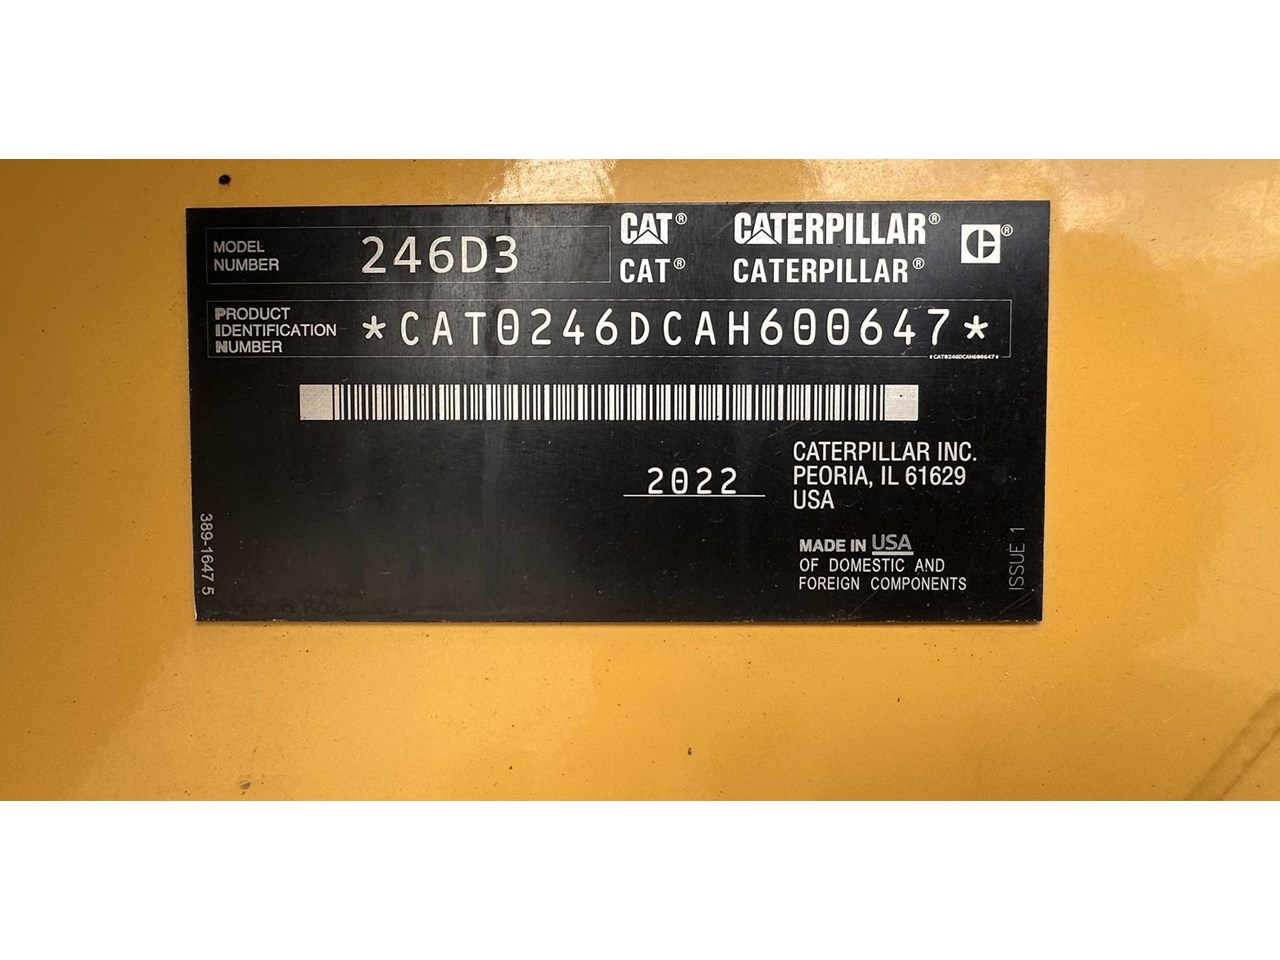 MODEL
NUMBER
246D3
CAT® CATERPILLAR®
CAT® CATERPILLAR®
PRODUCT
IDENTIFICATION
NUMBER
*CAT0246DCAH600647*
*CAT0246DCAH600647*
2022
CATERPILLAR INC.
PEORIA, IL 61629
USA
MADE IN USA
OF DOMESTIC AND
FOREIGN COMPONENTS
389-1647 5
ISSUE 1